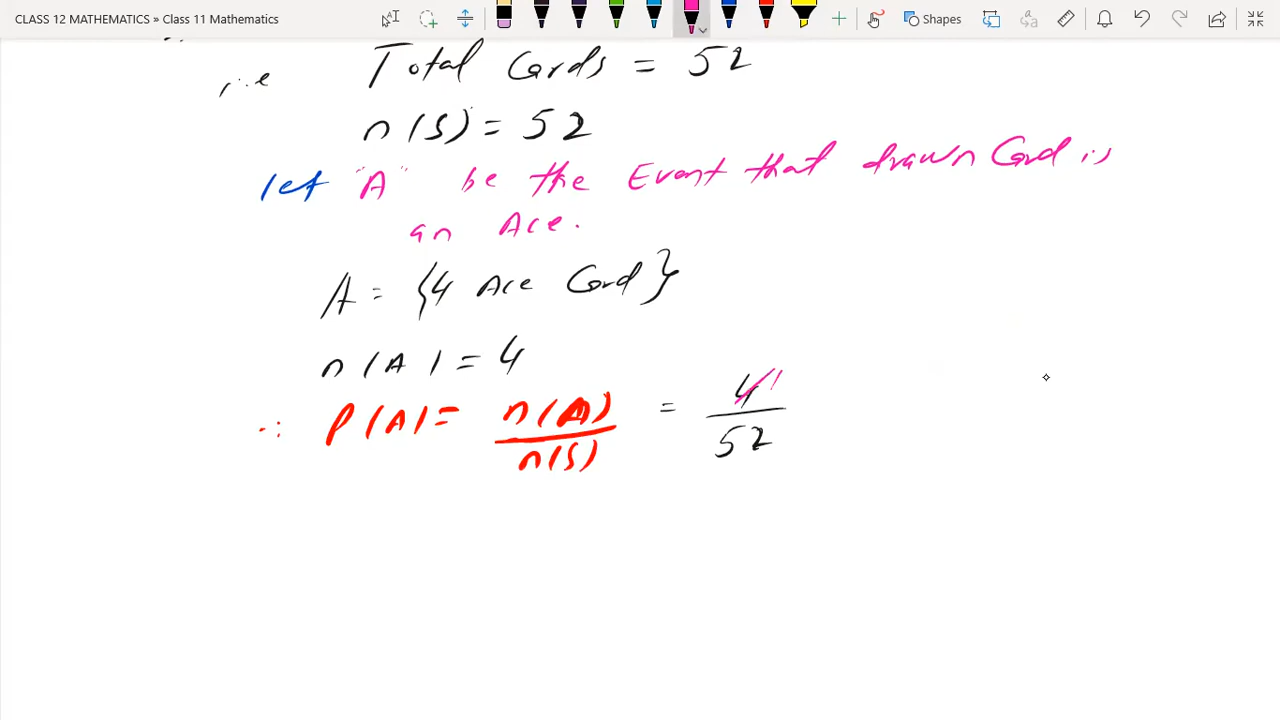 CLASS 12 MATHEMATICS » Class 11 Mathematics
Shapes
i.e Total Cards = 52
n(S) = 52
let "A" be the Event that drawn Card is
an Ace.
A = {4 Ace Card}
n(A) = 4
∴ P(A) = n(A)/n(S) = 4 1/52